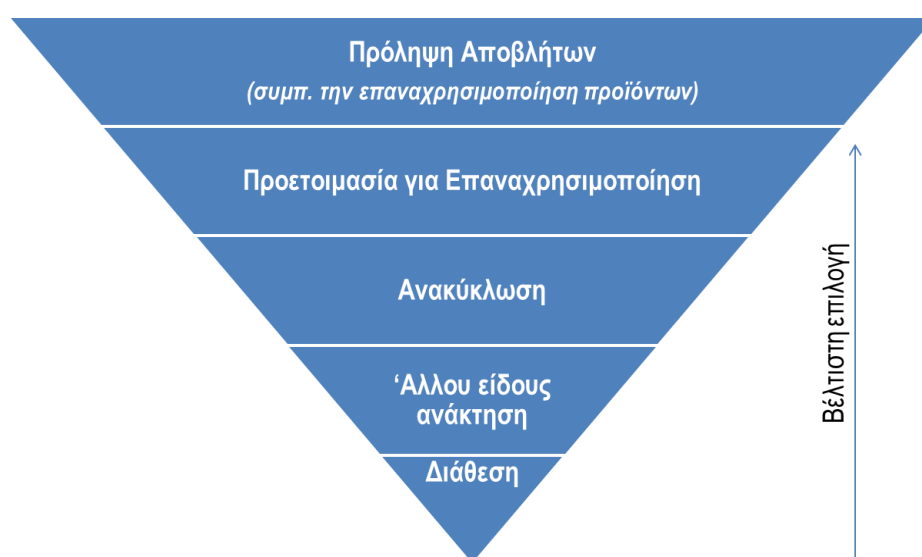 Πρόληψη Αποβλήτων
(συμπ. την επαναχρησιμοποίηση προϊόντων)
Προετοιμασία για Επαναχρησιμοποίηση
Ανακύκλωση
‘Αλλου είδους
ανάκτηση
Διάθεση
Βέλτιστη επιλογή